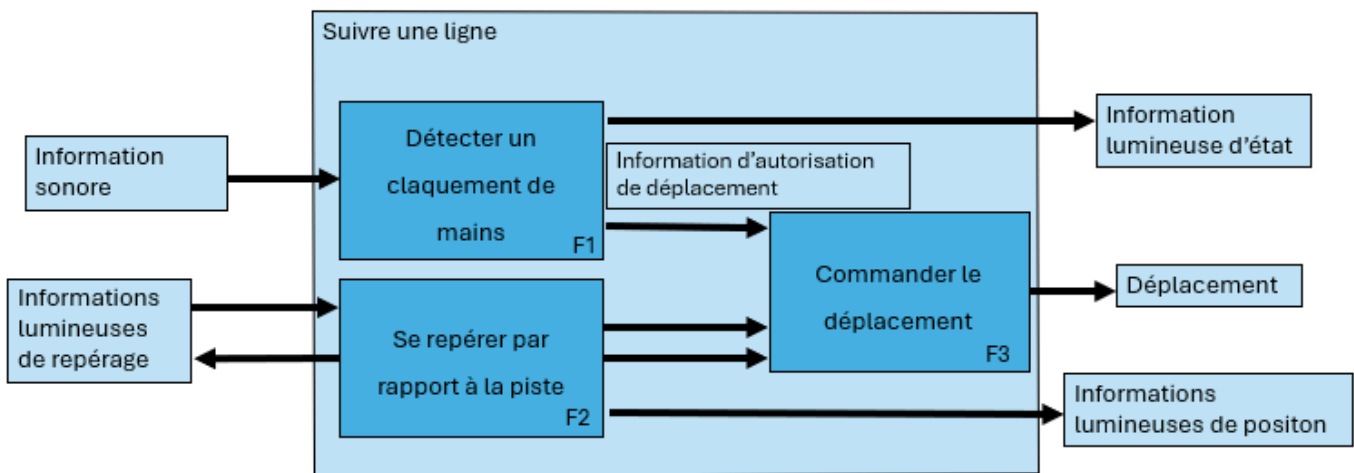 Suivre une ligne
Information
sonore
Détecter un
claquement de
mains
F1
Information
lumineuse d'état
Information d'autorisation
de déplacement
Informations
lumineuses
de repérage
Se repérer par
rapport à la piste
F2
Commander le
déplacement
F3
Déplacement
Informations
lumineuses de positon